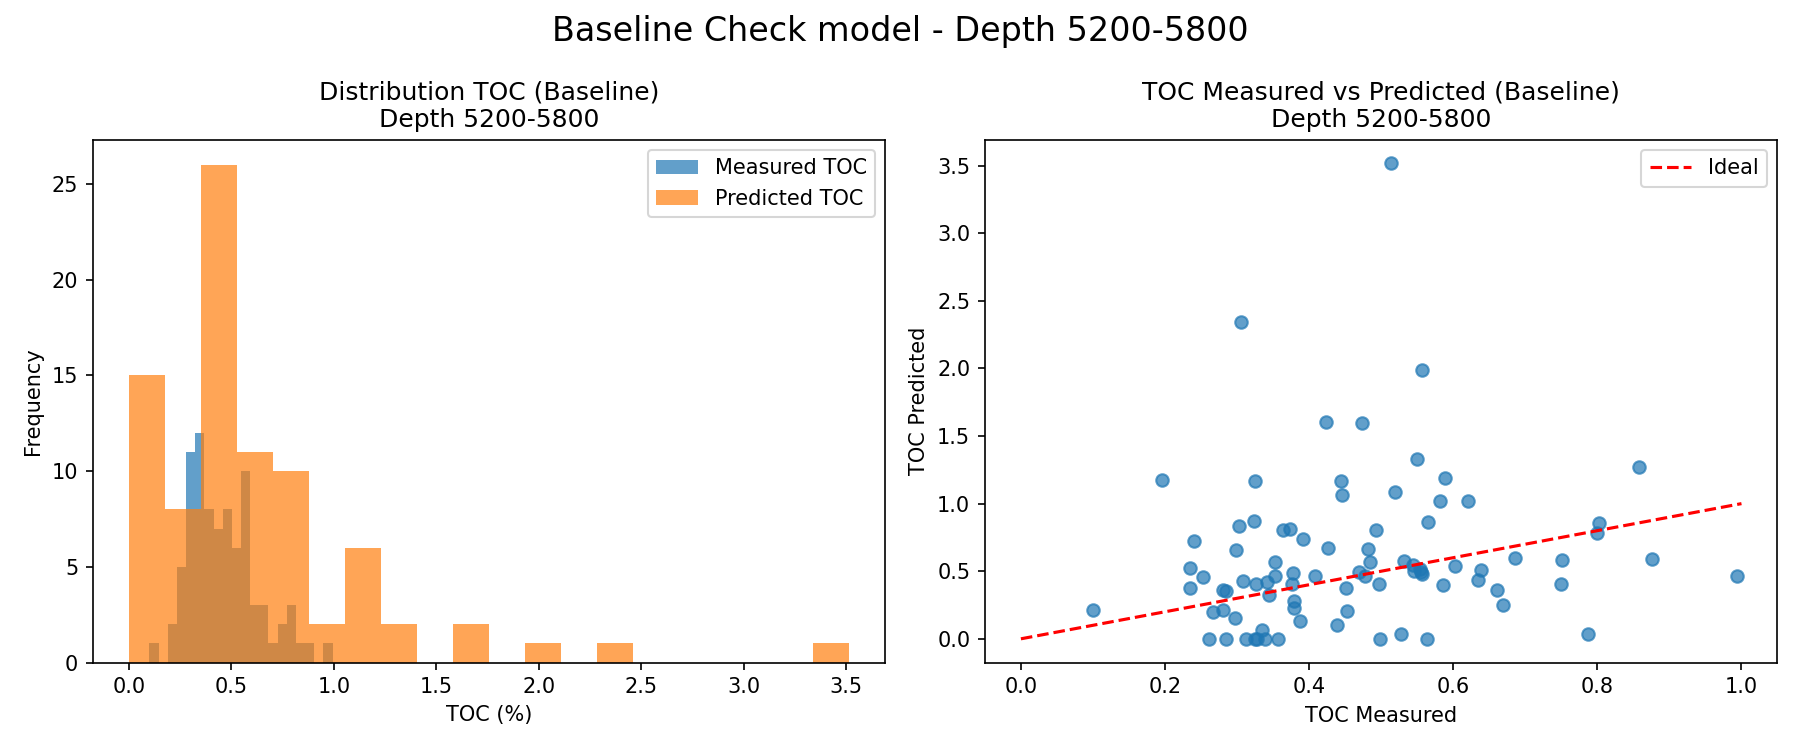 Baseline Check model - Depth 5200-5800
Distribution TOC (Baseline)
Depth 5200-5800
Measured TOC
Predicted TOC
Frequency
25
20
15
10
5
0
0.0 0.5 1.0 1.5 2.0 2.5 3.0 3.5
TOC (%)
TOC Measured vs Predicted (Baseline)
Depth 5200-5800
Ideal
TOC Predicted
3.5
3.0
2.5
2.0
1.5
1.0
0.5
0.0
0.0 0.2 0.4 0.6 0.8 1.0
TOC Measured